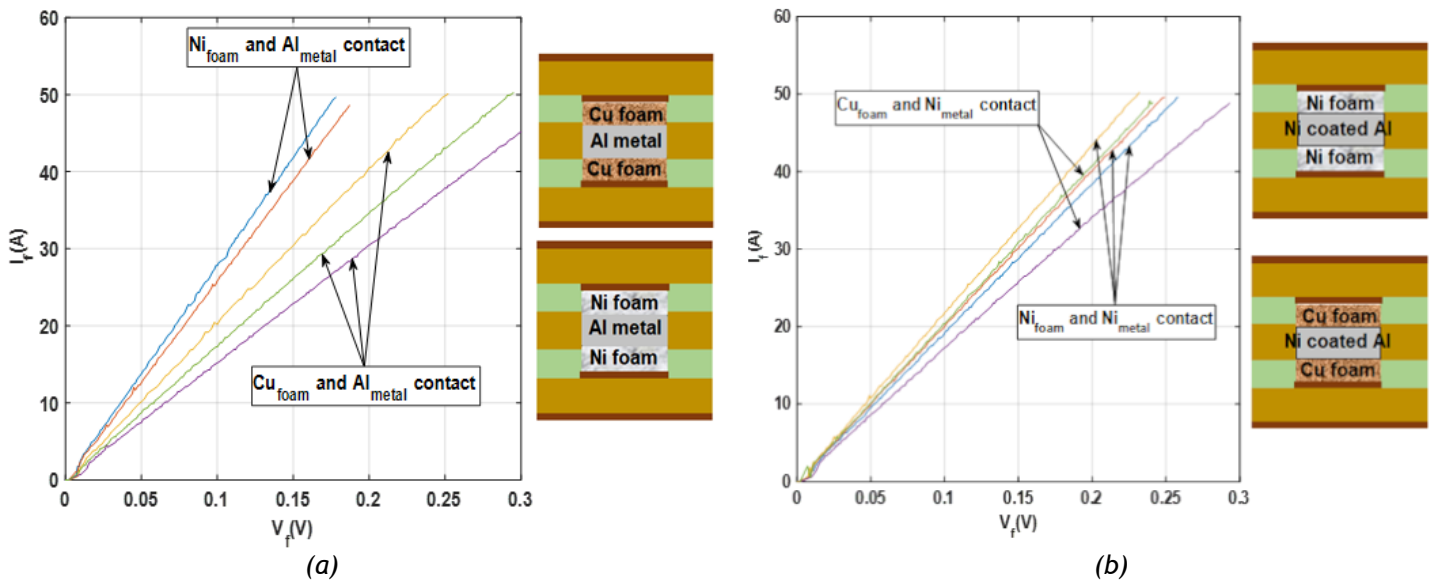 60
50
40
30
20
10
0
I_f(A)
0
0.05
0.1
0.15
0.2
0.25
0.3
V_f(V)
Ni_foam and Al_metal contact
Cu_foam and Al_metal contact
Cu foam
Al metal
Cu foam
Ni foam
Al metal
Ni foam
(a)
60
50
40
30
20
10
0
I_f(A)
0
0.05
0.1
0.15
0.2
0.25
0.3
V_f(V)
Cu_foam and Ni_metal contact
Ni_foam and Ni_metal contact
Ni foam
Ni coated Al
Ni foam
Cu foam
Ni coated Al
Cu foam
(b)